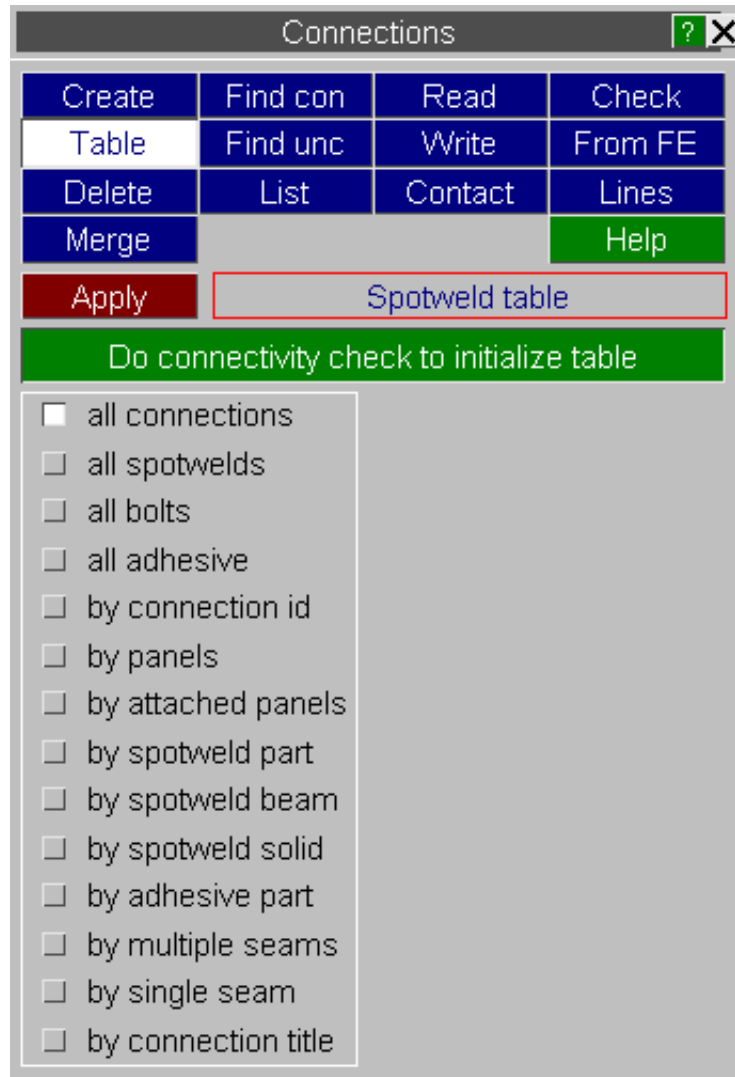 Connections ? X
Create Find con Read Check
Table Find unc Write From FE
Delete List Contact Lines
Merge Help
Apply Spotweld table
Do connectivity check to initialize table
all connections
all spotwelds
all bolts
all adhesive
by connection id
by panels
by attached panels
by spotweld part
by spotweld beam
by spotweld solid
by adhesive part
by multiple seams
by single seam
by connection title